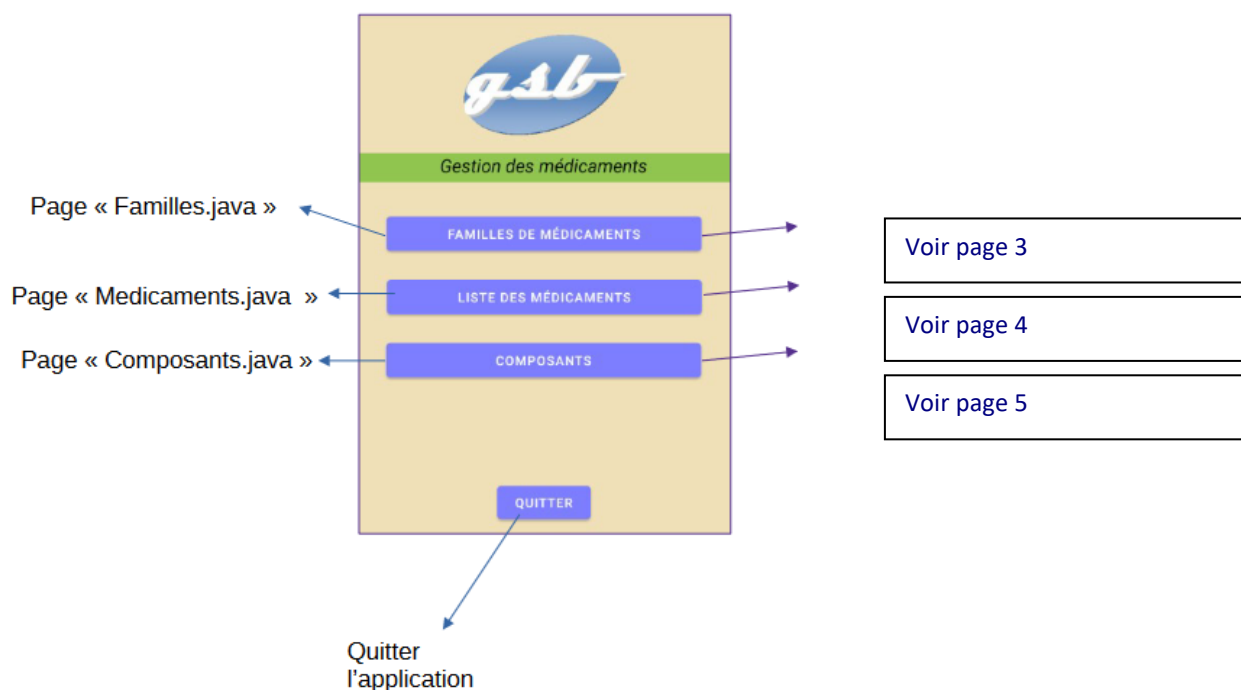 gsb
Gestion des médicaments
Page « Familles.java »
FAMILLES DE MÉDICAMENTS
Voir page 3
Page « Medicaments.java  »
LISTE DES MÉDICAMENTS
Voir page 4
Page « Composants.java »
COMPOSANTS
Voir page 5
QUITTER
Quitter
l'application